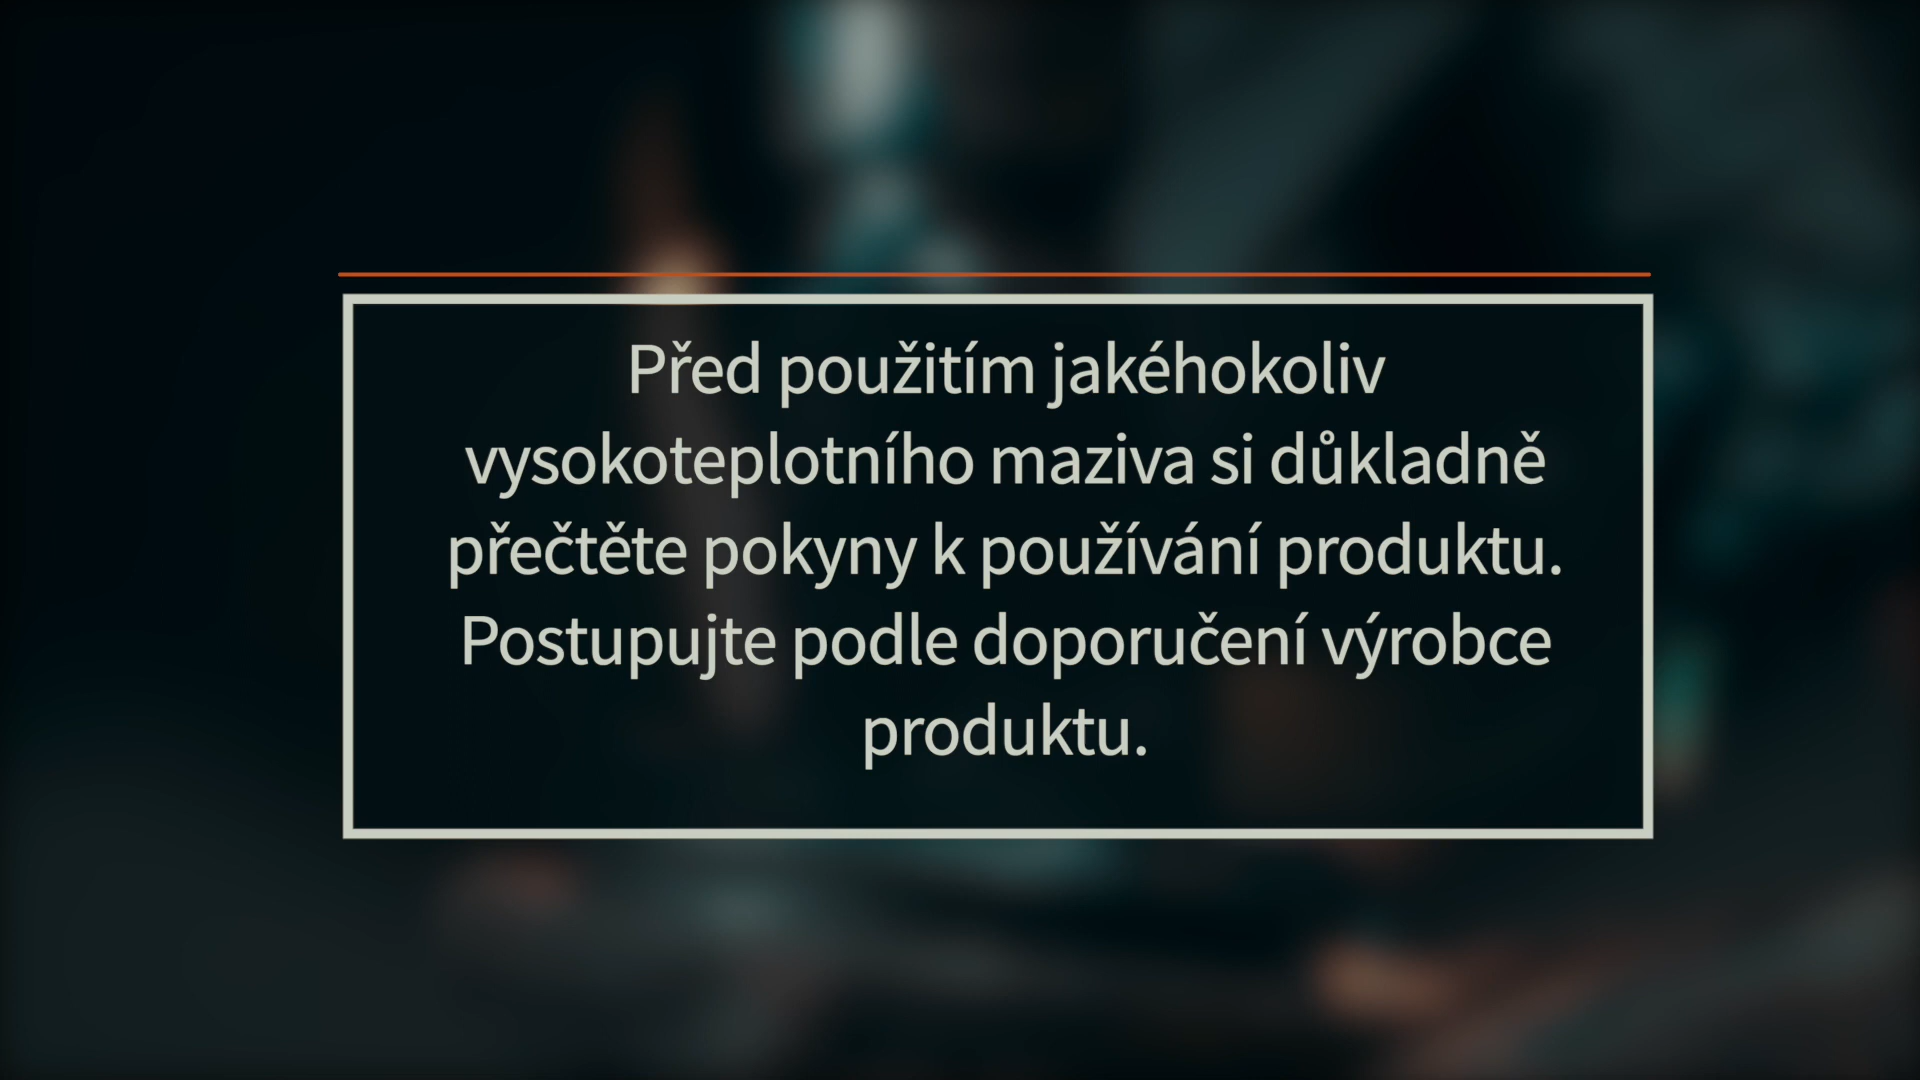 Před použitím jakéhokoliv
vysokoteplotního maziva si důkladně
přečtěte pokyny k používání produktu.
Postupujte podle doporučení výrobce
produktu.